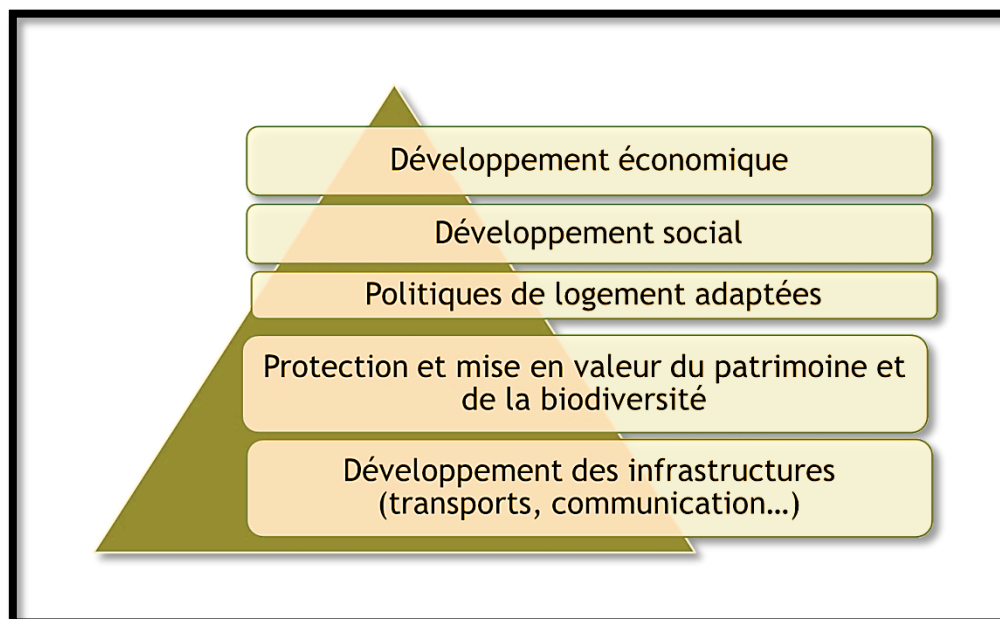 Développement économique
Développement social
Politiques de logement adaptées
Protection et mise en valeur du patrimoine et
de la biodiversité
Développement des infrastructures
(transports, communication…)